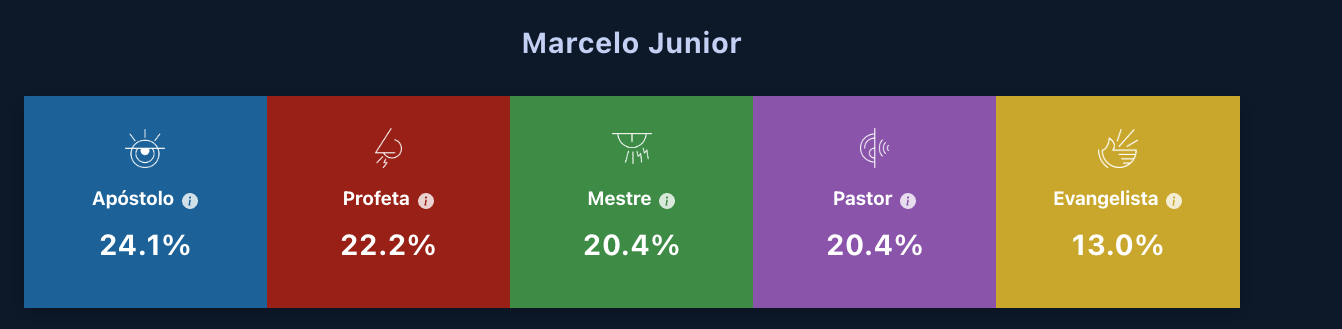 Marcelo Junior
Apóstolo i
24.1%
Profeta i
22.2%
Mestre i
20.4%
Pastor i
20.4%
Evangelista i
13.0%